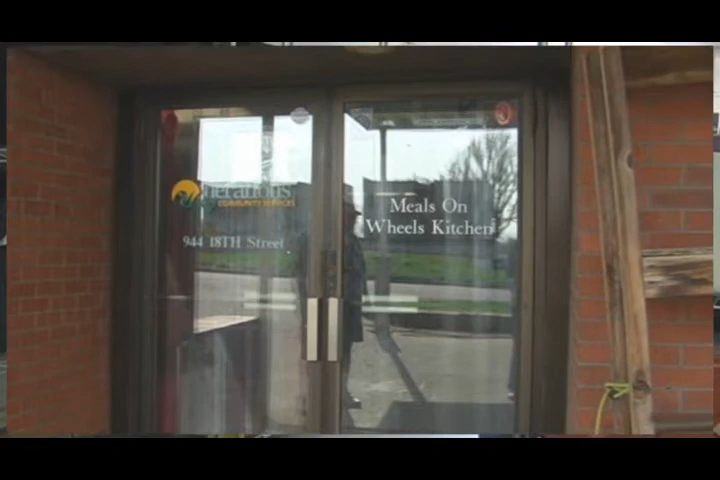 COMMUNITY SERVICES
944 18TH Street
Meals On
Wheels Kitchen